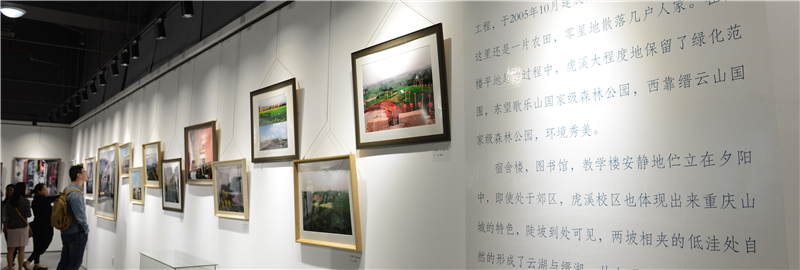 工程，于2005年10月建成
这里还是一片农田，零星地散落几户人家。在
楼平地起的过程中，虎溪大程度地保留了绿化范
围，东望歌乐山国家级森林公园，西靠缙云山国
家级森林公园，环境秀美。
宿舍楼，图书馆，教学楼安静地伫立在夕阳
中，即使处于郊区，虎溪校区也体现出来重庆山
城的特色，陡坡到处可见，两坡相夹的低洼处自
然的形成了云湖与缙湖